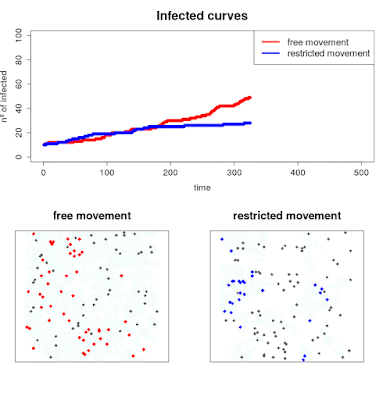 Infected curves
free movement
restricted movement
nº of infected
100
80
60
40
20
0
0
100
200
300
400
500
time
free movement
restricted movement